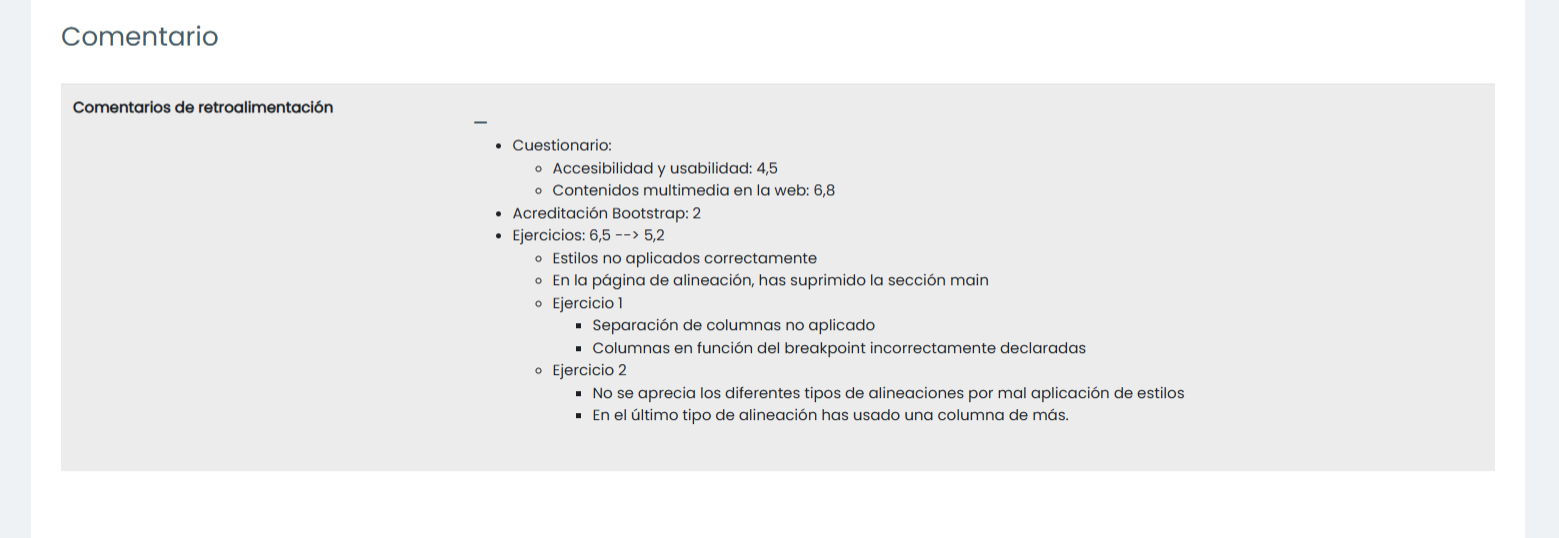 Comentario
Comentarios de retroalimentación
—
Cuestionario:
Accesibilidad y usabilidad: 4,5
Contenidos multimedia en la web: 6,8
Acreditación Bootstrap: 2
Ejercicios: 6,5 --> 5,2
Estilos no aplicados correctamente
En la página de alineación, has suprimido la sección main
Ejercicio 1
Separación de columnas no aplicado
Columnas en función del breakpoint incorrectamente declaradas
Ejercicio 2
No se aprecia los diferentes tipos de alineaciones por mal aplicación de estilos
En el último tipo de alineación has usado una columna de más.